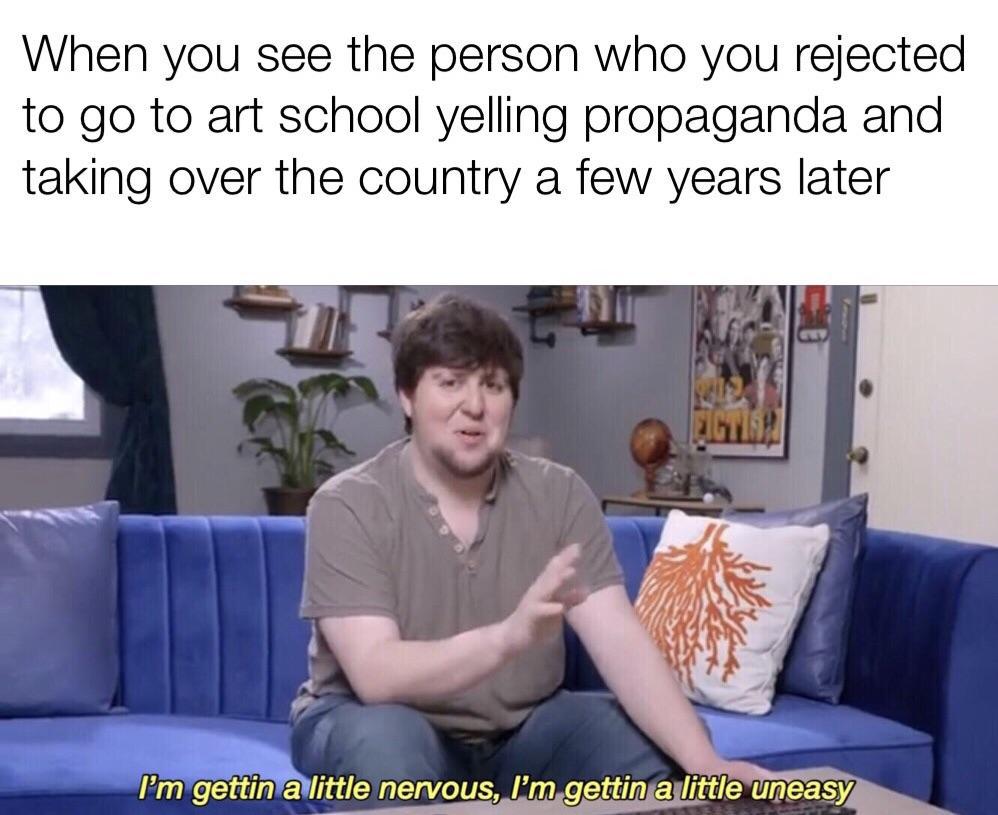 When you see the person who you rejected
to go to art school yelling propaganda and
taking over the country a few years later
FICTION
I'm gettin a little nervous, I'm gettin a little uneasy